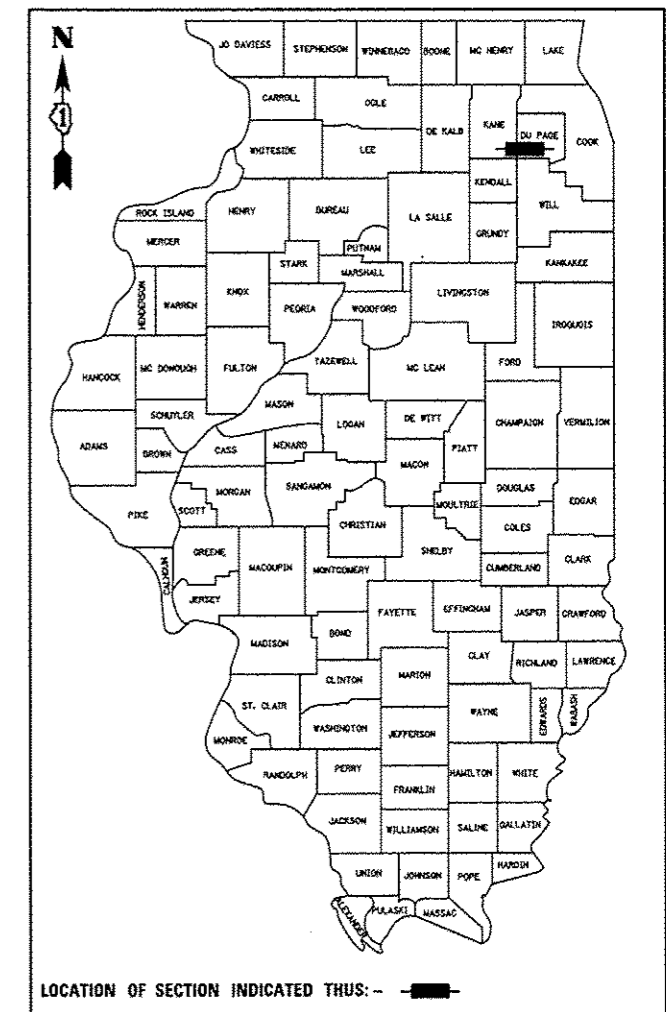 N
JO DAVIESS STEPHENSON WINNEBAGO BOONE MC HENRY LAKE
CARROLL OGLE DE KALB KANE DU PAGE COOK
WHITESIDE LEE KENDALL WILL
ROCK ISLAND HENRY BUREAU LA SALLE GRUNDY
MERCER PUTNAM KANKAKEE
STARK MARSHALL
HENDERSON WARREN KNOX PEORIA WOODFORD LIVINGSTON IROQUOIS
HANCOCK MC DONOUGH FULTON TAZEWELL MC LEAN FORD
SCHUYLER MASON LOGAN DE WITT CHAMPAIGN VERMILION
ADAMS BROWN CASS MENARD MACON PIATT
MORGAN SANGAMON DOUGLAS EDGAR
PIKE SCOTT CHRISTIAN MOULTRIE COLES
CALHOUN GREENE MACOUPIN MONTGOMERY SHELBY CUMBERLAND CLARK
JERSEY FAYETTE EFFINGHAM JASPER CRAWFORD
MADISON BOND CLAY RICHLAND LAWRENCE
ST. CLAIR CLINTON MARION WAYNE EDWARDS WABASH
MONROE WASHINGTON JEFFERSON
RANDOLPH PERRY FRANKLIN HAMILTON WHITE
JACKSON WILLIAMSON SALINE GALLATIN
UNION JOHNSON POPE HARDIN
ALEXANDER PULASKI MASSAC
LOCATION OF SECTION INDICATED THUS: -